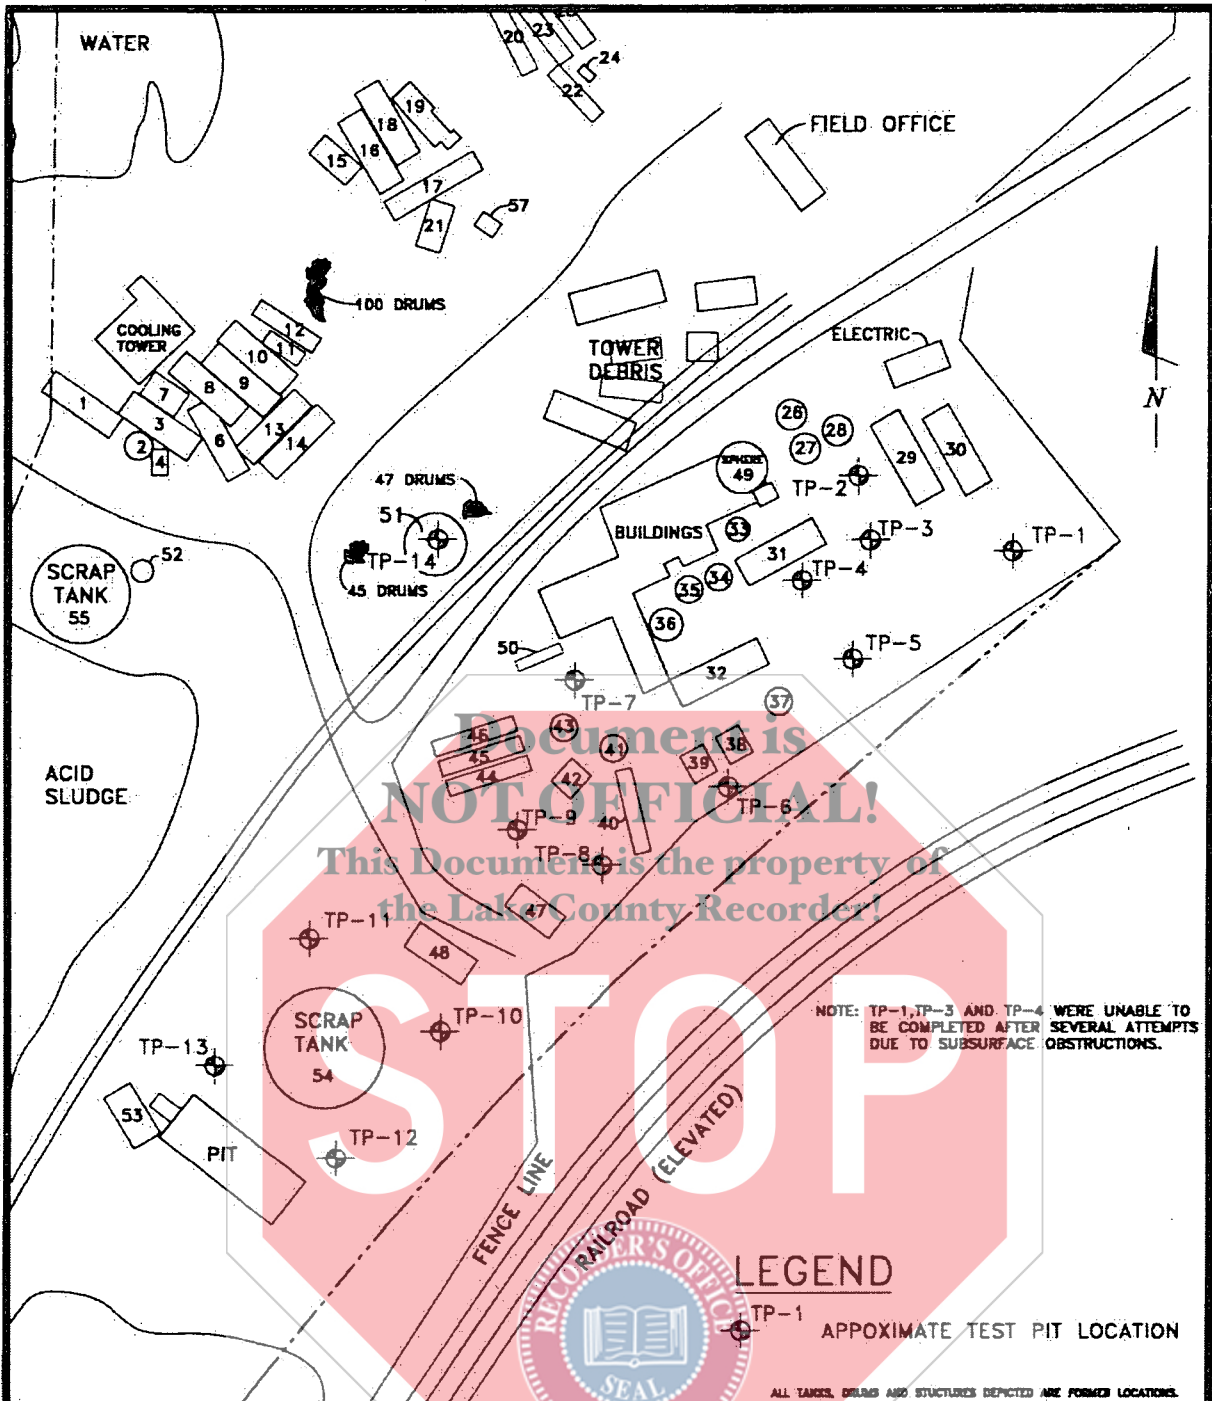 WATER
20
23
24
22
19
18
16
15
17
21
57
FIELD OFFICE
100 DRUMS
COOLING
TOWER
12
11
10
9
8
7
1
3
2
4
6
13
14
TOWER
DEBRIS
ELECTRIC
N
26
27
28
29
30
SPHERE
49
TP-2
47 DRUMS
51
TP-14
45 DRUMS
BUILDINGS
33
31
TP-3
TP-1
TP-4
34
35
36
52
SCRAP
TANK
55
50
32
TP-5
TP-7
37
46
45
44
43
41
42
39
38
TP-6
ACID
SLUDGE
Document is
NOT OFFICIAL!
This Document is the property of
the Lake County Recorder!
TP-9
40
TP-8
47
TP-11
48
STOP
SCRAP
TANK
54
TP-10
TP-13
53
PIT
TP-12
NOTE: TP-1,TP-3 AND TP-4 WERE UNABLE TO
BE COMPLETED AFTER SEVERAL ATTEMPTS
DUE TO SUBSURFACE OBSTRUCTIONS.
FENCE LINE
RAILROAD (ELEVATED)
RECORDER'S OFFICE
SEAL
LEGEND
TP-1
APPOXIMATE TEST PIT LOCATION
ALL TANKS, DRUMS AND STUCTURES DEPICTED ARE FORMER LOCATIONS.